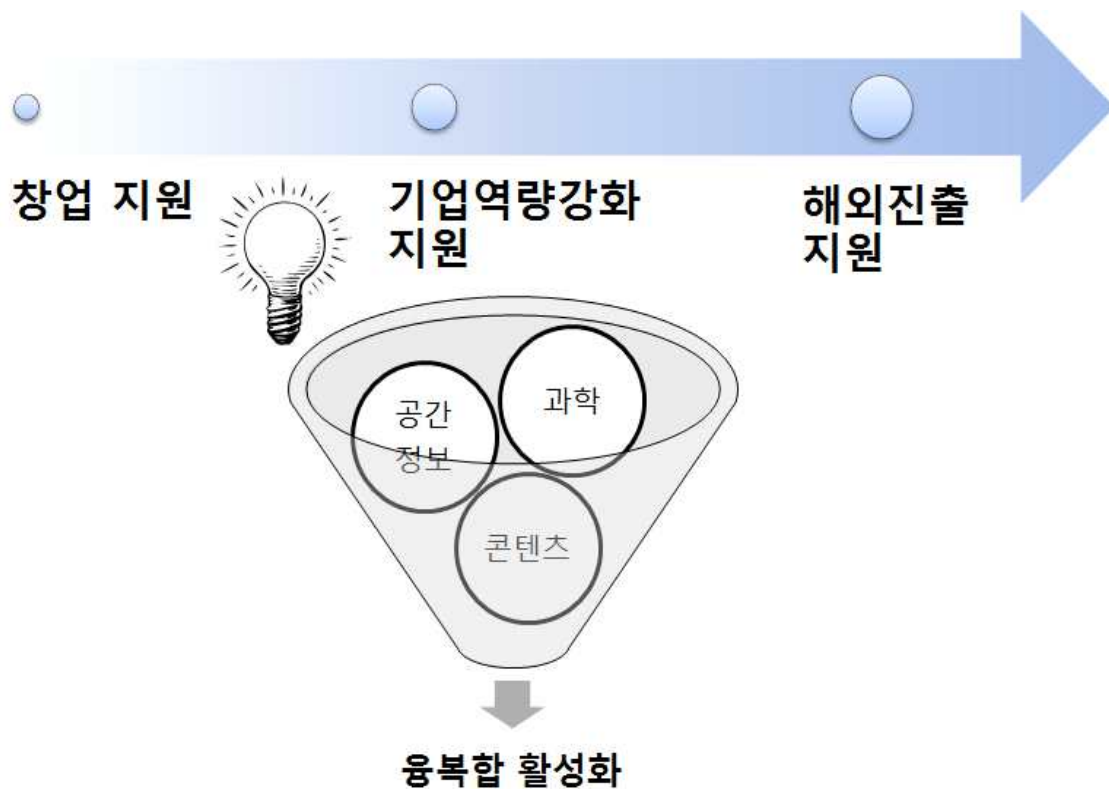 창업 지원
기업역량강화
지원
해외진출
지원
공간
정보
과학
콘텐츠
융복합 활성화